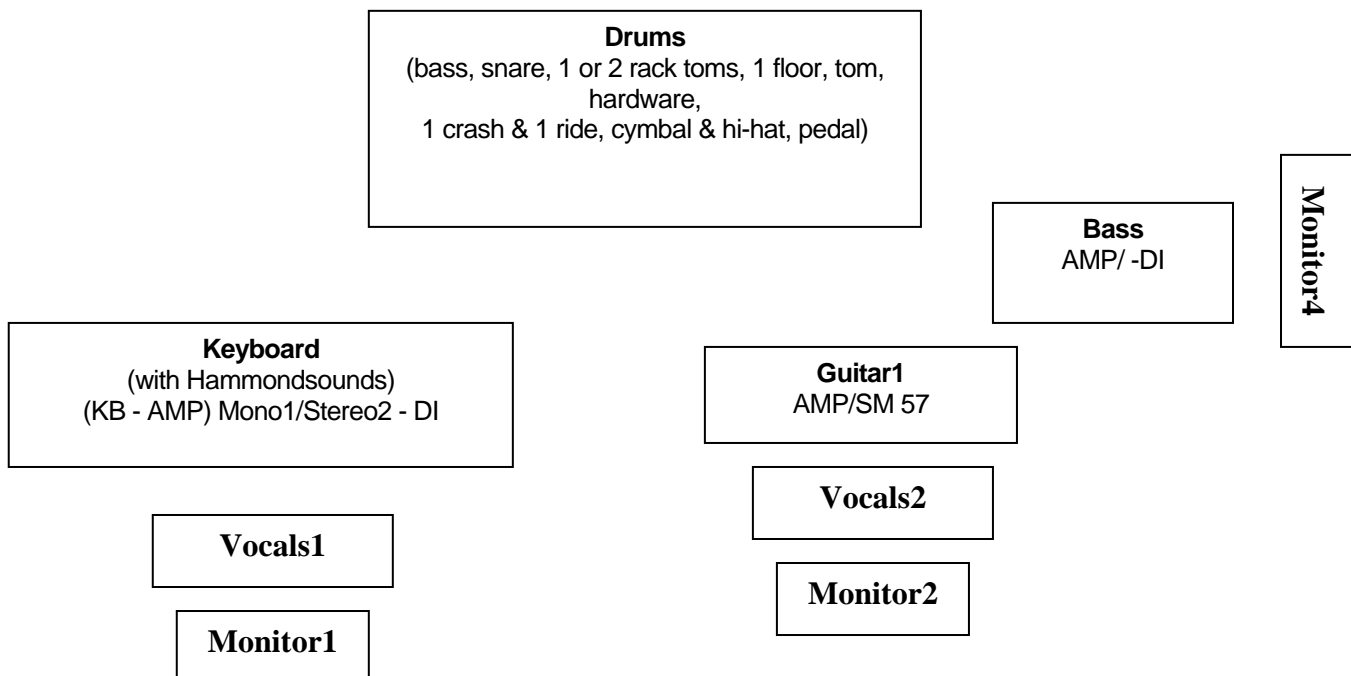 Drums
(bass, snare, 1 or 2 rack toms, 1 floor, tom,
hardware,
1 crash & 1 ride, cymbal & hi-hat, pedal)
Monitor4
Bass
AMP/ -DI
Keyboard
(with Hammondsounds)
(KB - AMP) Mono1/Stereo2 - DI
Guitar1
AMP/SM 57
Vocals2
Vocals1
Monitor2
Monitor1